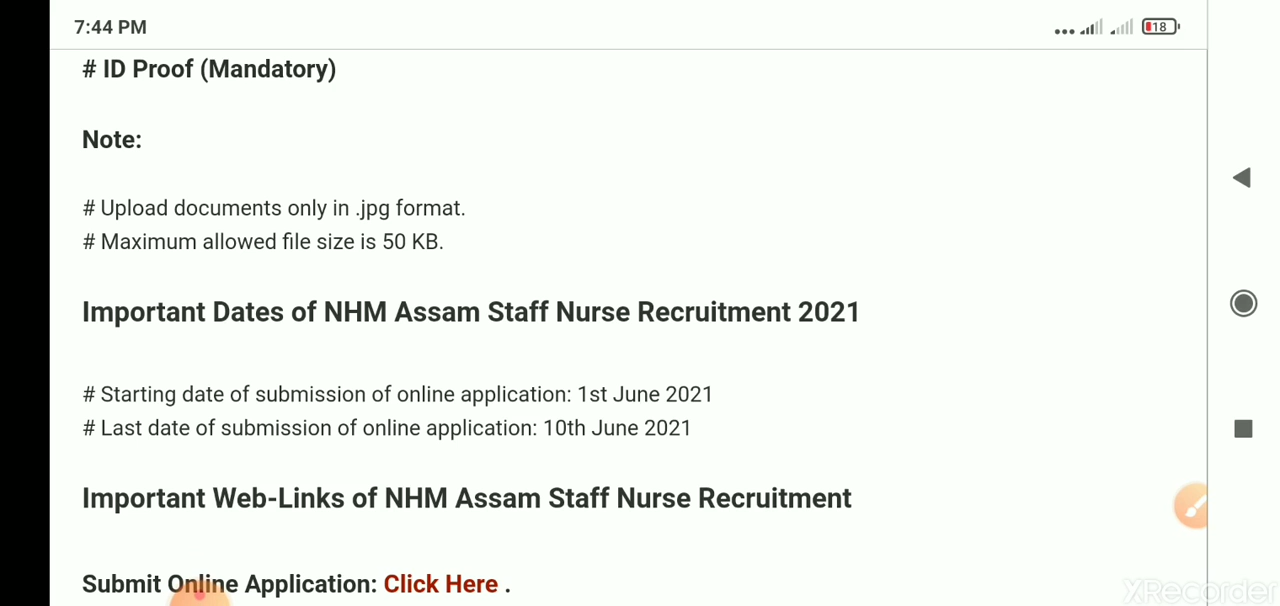 7:44 PM
18
# ID Proof (Mandatory)
Note:
# Upload documents only in .jpg format.
# Maximum allowed file size is 50 KB.
Important Dates of NHM Assam Staff Nurse Recruitment 2021
# Starting date of submission of online application: 1st June 2021
# Last date of submission of online application: 10th June 2021
Important Web-Links of NHM Assam Staff Nurse Recruitment
Submit Online Application: Click Here .
XRecorder